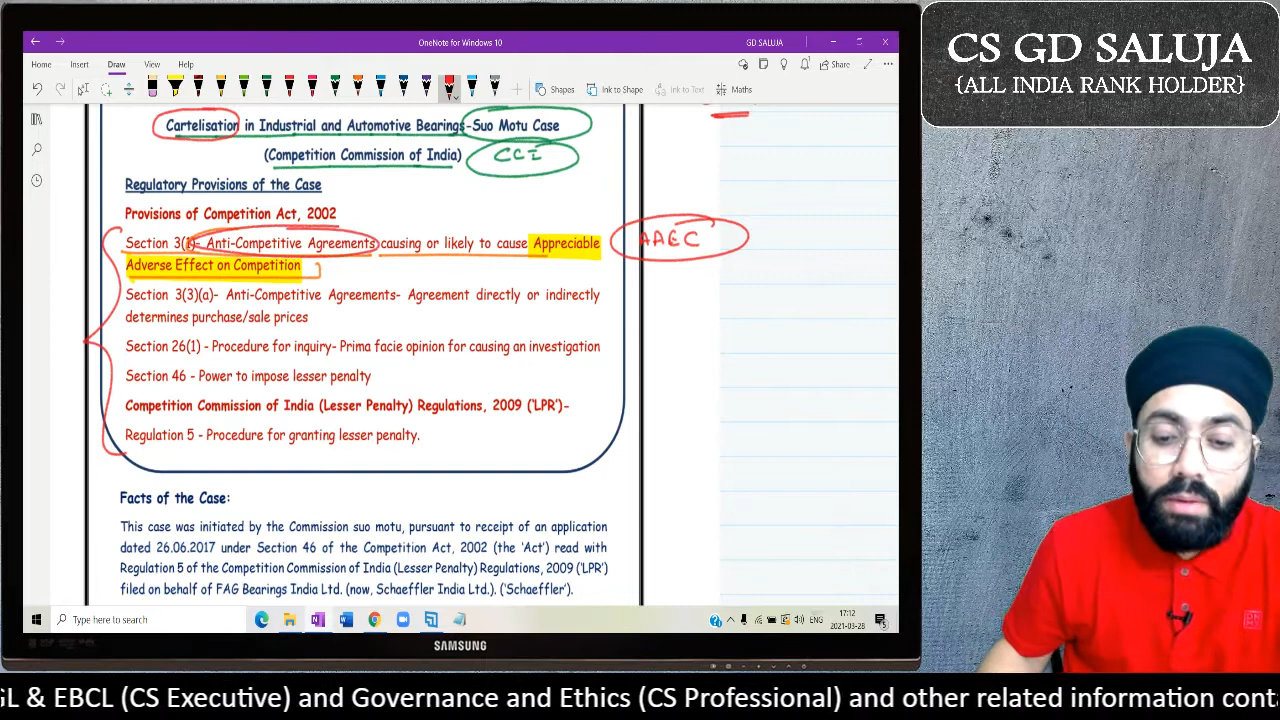 OneNote for Windows 10
GD SALUJA
Home Insert Draw View Help
Share
Shapes Ink to Shape Ink to Text Maths
Cartelisation in Industrial and Automotive Bearings-Suo Motu Case
(Competition Commission of India) CCI
Regulatory Provisions of the Case
Provisions of Competition Act, 2002
Section 3(1)- Anti-Competitive Agreements causing or likely to cause Appreciable AAEC
Adverse Effect on Competition
Section 3(3)(a)- Anti-Competitive Agreements- Agreement directly or indirectly
determines purchase/sale prices
Section 26(1) - Procedure for inquiry- Prima facie opinion for causing an investigation
Section 46 - Power to impose lesser penalty
Competition Commission of India (Lesser Penalty) Regulations, 2009 ('LPR')-
Regulation 5 - Procedure for granting lesser penalty.
Facts of the Case:
This case was initiated by the Commission suo motu, pursuant to receipt of an application
dated 26.06.2017 under Section 46 of the Competition Act, 2002 (the 'Act') read with
Regulation 5 of the Competition Commission of India (Lesser Penalty) Regulations, 2009 ('LPR')
filed on behalf of FAG Bearings India Ltd. (now, Schaeffler India Ltd.). ('Schaeffler').
Type here to search
ENG
17:12
2021-03-28
SAMSUNG
CS GD SALUJA
{ALL INDIA RANK HOLDER}
GL & EBCL (CS Executive) and Governance and Ethics (CS Professional) and other related information cont